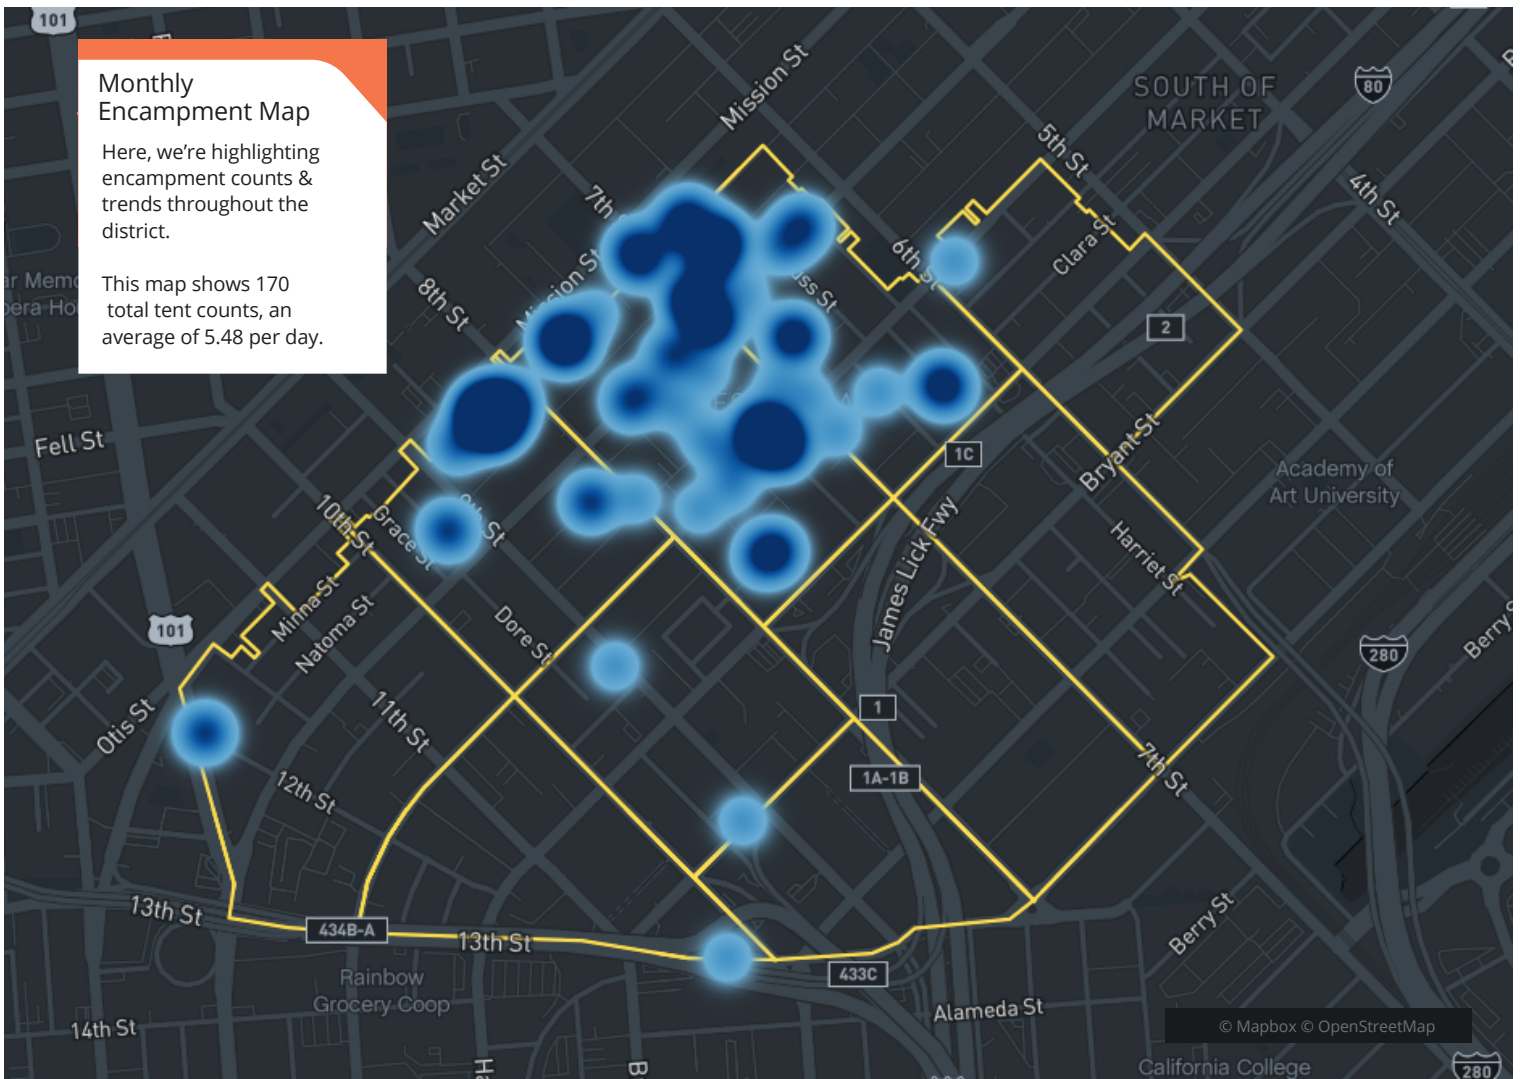 101
Monthly
Encampment Map
Here, we're highlighting
encampment counts &
trends throughout the
district.
This map shows 170
total tent counts, an
average of 5.48 per day.
Mission St
SOUTH OF
MARKET
80
5th St
4th St
Market St
7th
6th St
Clara St
Mission St
8th St
2
Fell St
1C
Bryant St
Academy of
Art University
10th St
Grace St
James Lick Fwy
Harriet St
Minna St
Natoma St
Dore St
101
280
Berry S
Otis St
11th St
1
12th St
1A-1B
7th St
13th St
434B-A
13th St
433C
Berry St
Rainbow
Grocery Coop
Alameda St
14th St
© Mapbox © OpenStreetMap
California College
280